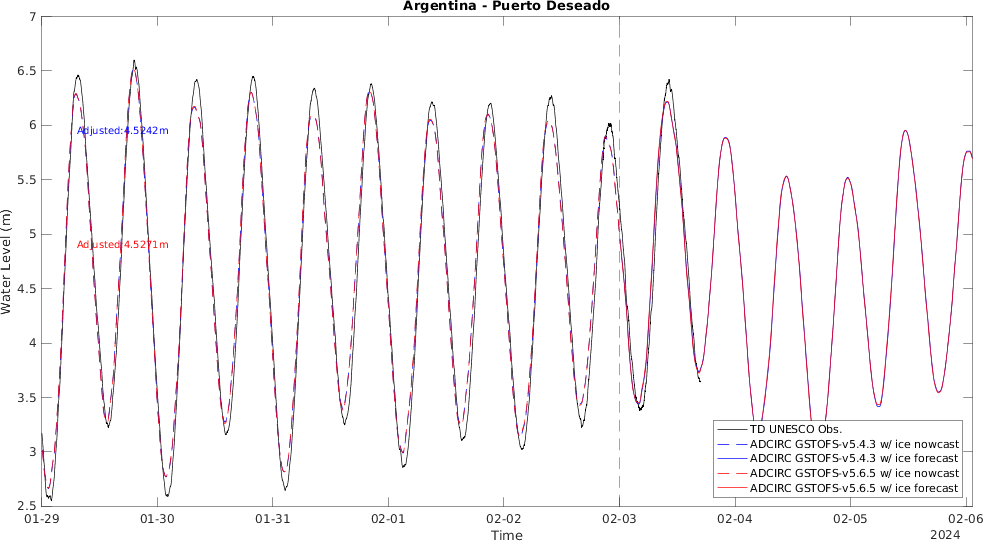 Argentina - Puerto Deseado
7
6.5
6
5.5
5
4.5
4
3.5
3
2.5
Water Level (m)
Adjusted:4.5242m
Adjusted:4.5271m
TD UNESCO Obs.
ADCIRC GSTOFS-v5.4.3 w/ ice nowcast
ADCIRC GSTOFS-v5.4.3 w/ ice forecast
ADCIRC GSTOFS-v5.6.5 w/ ice nowcast
ADCIRC GSTOFS-v5.6.5 w/ ice forecast
01-29 01-30 01-31 02-01 02-02 02-03 02-04 02-05 02-06
Time
2024